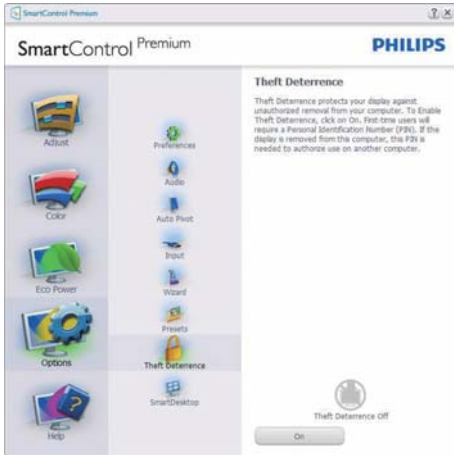 SmartControl Premium
? X
SmartControl Premium
PHILIPS
Adjust
Color
Eco Power
Options
Help
Preferences
Audio
Auto Pivot
Input
Wizard
Presets
Theft Deterrence
SmartDesktop
Theft Deterrence
Theft Deterrence protects your display against
unauthorized removal from your computer. To Enable
Theft Deterrence, click on On. First-time users will
require a Personal Identification Number (PIN). If the
display is removed from this computer, this PIN is
needed to authorize use on another computer.
Theft Deterrence Off
On